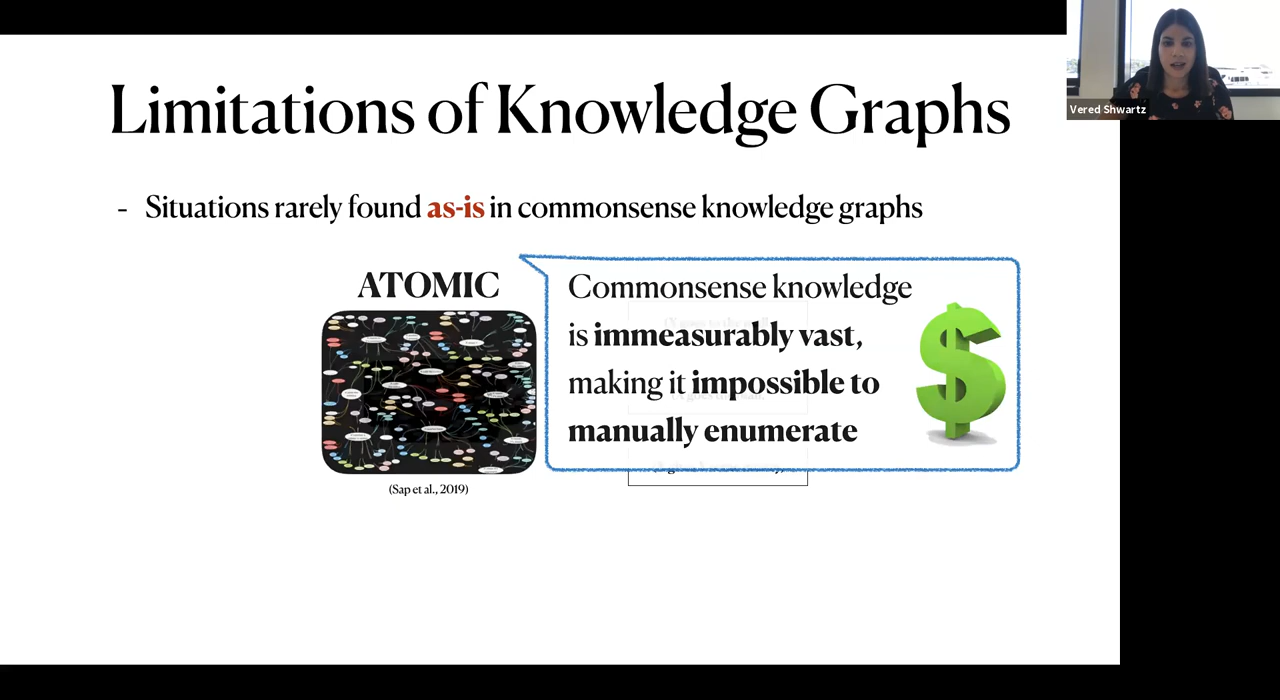 Limitations of Knowledge Graphs
Vered Shwartz
- Situations rarely found as-is in commonsense knowledge graphs
ATOMIC
Commonsense knowledge
is immeasurably vast,
making it impossible to
manually enumerate
(Sap et al., 2019)